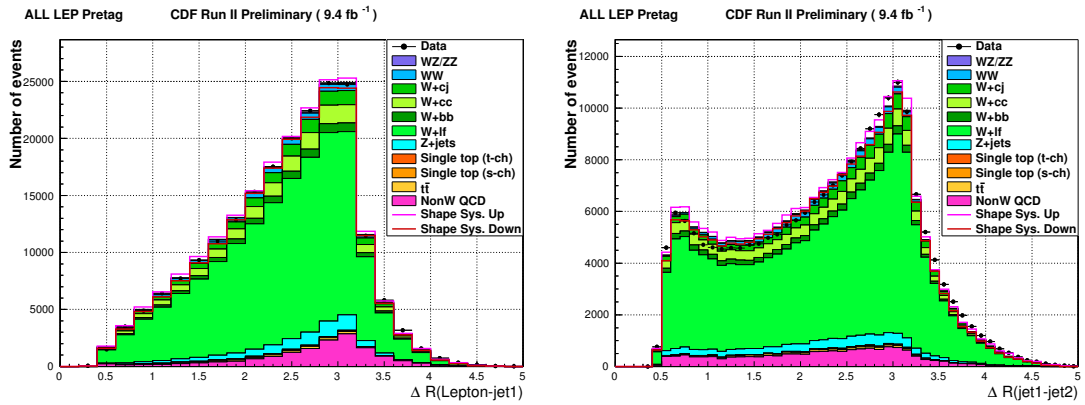 ALL LEP Pretag CDF Run II Preliminary ( 9.4 fb -1 )
Number of events
25000
20000
15000
10000
5000
0
0 0.5 1 1.5 2 2.5 3 3.5 4 4.5 5
Δ R(Lepton-jet1)
Data
WZ/ZZ
WW
W+cj
W+cc
W+bb
W+lf
Z+jets
Single top (t-ch)
Single top (s-ch)
tt̄
NonW QCD
Shape Sys. Up
Shape Sys. Down
ALL LEP Pretag CDF Run II Preliminary ( 9.4 fb -1 )
Number of events
12000
10000
8000
6000
4000
2000
0
0 0.5 1 1.5 2 2.5 3 3.5 4 4.5 5
Δ R(jet1-jet2)
Data
WZ/ZZ
WW
W+cj
W+cc
W+bb
W+lf
Z+jets
Single top (t-ch)
Single top (s-ch)
tt̄
NonW QCD
Shape Sys. Up
Shape Sys. Down